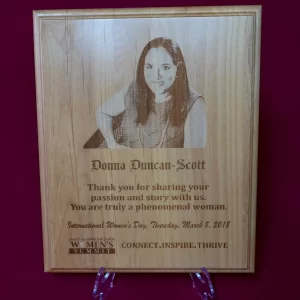 Donna Duncan-Scott
Thank you for sharing your
passion and story with us.
You are truly a phenomenal woman.
International Women's Day, Thursday, March 8, 2018
WOMEN'S
SUMMIT
CONNECT.INSPIRE.THRIVE